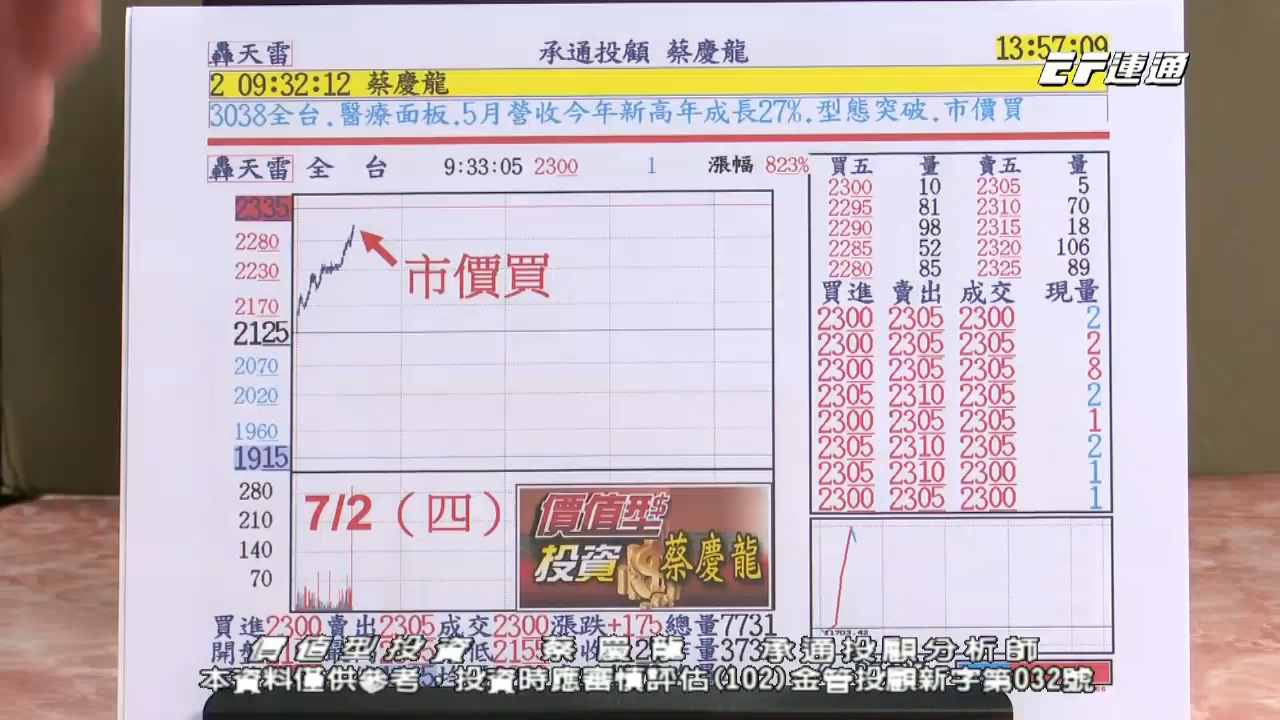 轟天雷 承通投顧 蔡慶龍 13:57:09
EF運通
2 09:32:12 蔡慶龍
3038全台.醫療面板.5月營收今年新高年成長27%.型態突破.市價買
轟天雷 全 台 9:33:05 2300 1 漲幅 823%
買五 量 賣五 量
2300 10 2305 5
2295 81 2310 70
2290 98 2315 18
2285 52 2320 106
2280 85 2325 89
買進 賣出 成交 現量
2300 2305 2300 2
2300 2305 2305 2
2300 2305 2305 8
2305 2310 2305 2
2300 2305 2305 1
2305 2310 2305 2
2305 2310 2300 1
2300 2305 2300 1
2335
2280
2230
2170
2125
2070
2020
1960
1915
280
210
140
70
市價買
7/2（四）
價值型
投資 蔡慶龍
買進2300賣出2305成交2300漲跌+175總量7731
價值型投資 蔡慶龍 承通投顧分析師
本資料僅供參考 投資時應審慎評估(102)金管投顧新字第032號